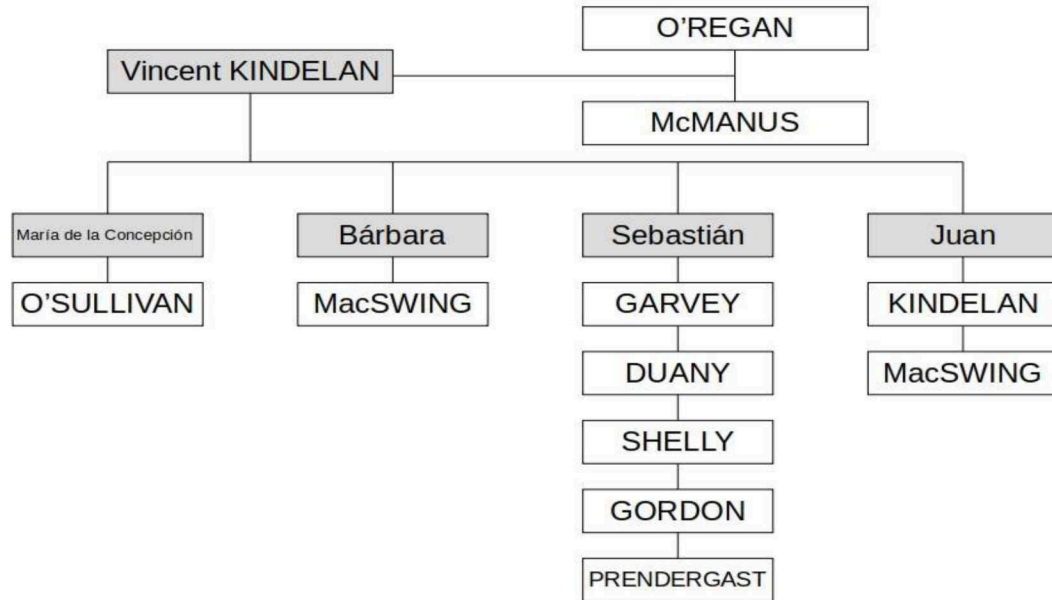 O’REGAN
Vincent KINDELAN
McMANUS
María de la Concepción
Bárbara
Sebastián
Juan
O’SULLIVAN
MacSWING
GARVEY
KINDELAN
DUANY
MacSWING
SHELLY
GORDON
PRENDERGAST